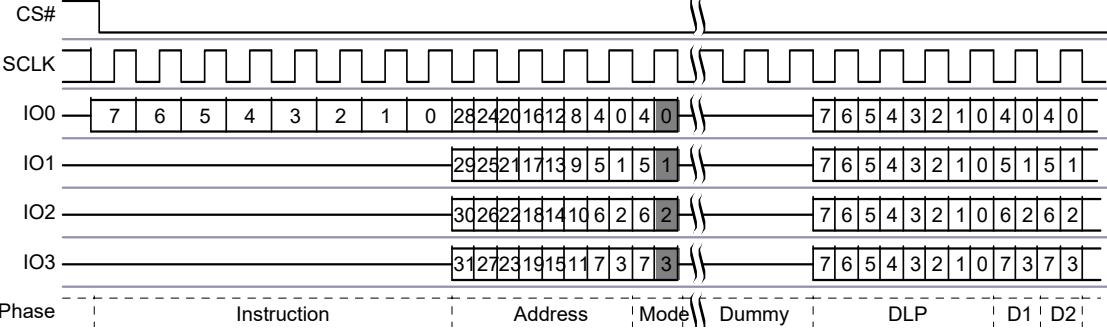 CS#
SCLK
IO0 7 6 5 4 3 2 1 0 28 24 20 16 12 8 4 0 4 0 7 6 5 4 3 2 1 0 4 0 4 0
IO1 29 25 21 17 13 9 5 1 5 1 7 6 5 4 3 2 1 0 5 1 5 1
IO2 30 26 22 18 14 10 6 2 6 2 7 6 5 4 3 2 1 0 6 2 6 2
IO3 31 27 23 19 15 11 7 3 7 3 7 6 5 4 3 2 1 0 7 3 7 3
Phase Instruction Address Mode Dummy DLP D1 D2